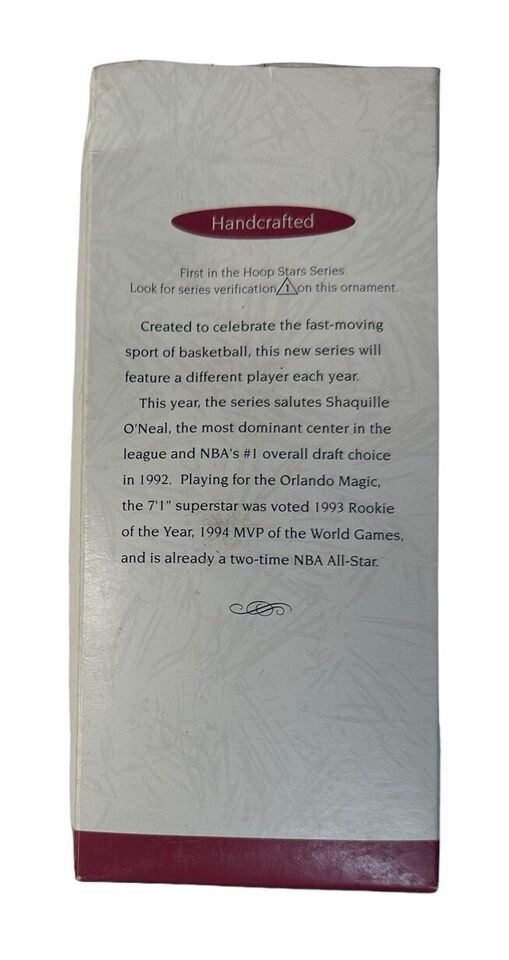 Handcrafted
First in the Hoop Stars Series.
Look for series verification 1 on this ornament.
Created to celebrate the fast-moving
sport of basketball, this new series will
feature a different player each year.
This year, the series salutes Shaquille
O'Neal, the most dominant center in the
league and NBA's #1 overall draft choice
in 1992. Playing for the Orlando Magic,
the 7'1" superstar was voted 1993 Rookie
of the Year, 1994 MVP of the World Games,
and is already a two-time NBA All-Star.